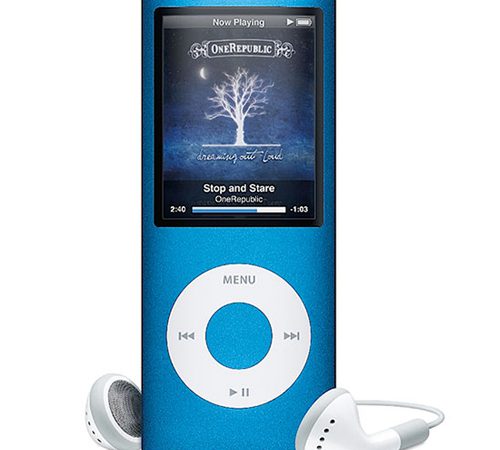 Now Playing
OneRepublic
dreaming out loud
Stop and Stare
OneRepublic
2:40 -1:03
MENU